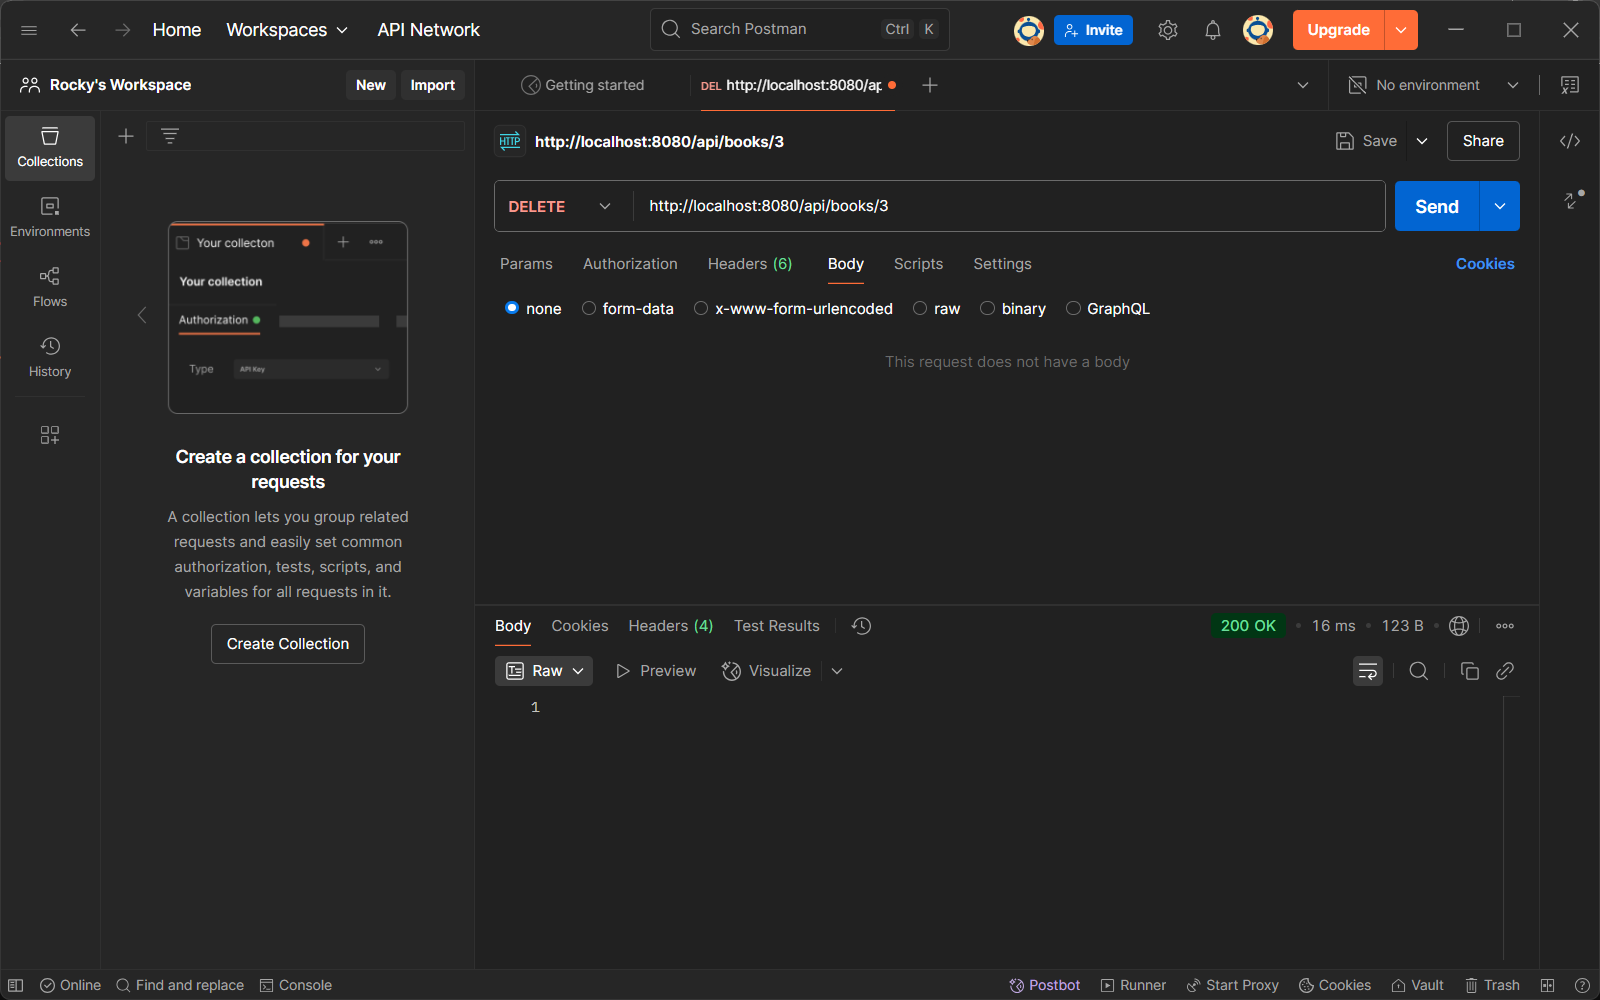 Home
Workspaces
API Network
Search Postman
Ctrl K
Invite
Upgrade
Rocky's Workspace
New
Import
Getting started
DEL http://localhost:8080/ap
No environment
Collections
Environments
Flows
History
Your collecton
Your collection
Authorization
Type
API Key
Create a collection for your
requests
A collection lets you group related
requests and easily set common
authorization, tests, scripts, and
variables for all requests in it.
Create Collection
HTTP
http://localhost:8080/api/books/3
Save
Share
DELETE
http://localhost:8080/api/books/3
Send
Params
Authorization
Headers (6)
Body
Scripts
Settings
Cookies
none
form-data
x-www-form-urlencoded
raw
binary
GraphQL
This request does not have a body
Body
Cookies
Headers (4)
Test Results
200 OK
16 ms
123 B
Raw
Preview
Visualize
1
Online
Find and replace
Console
Postbot
Runner
Start Proxy
Cookies
Vault
Trash